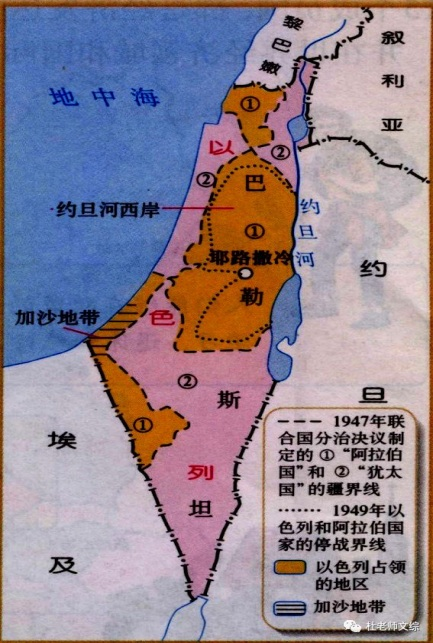 黎巴嫩
叙利亚
地中海
①
以
②
②
巴
约旦河西岸
①
约旦河
耶路撒冷
约
勒
加沙地带
色
②
斯
旦
①
埃
列
坦
及
--- 1947年联
合国分治决议制
定的①“阿拉伯
国”和②“犹太
国”的疆界线
······ 1949年以
色列和阿拉伯国
家的停战界线
以色列占领
的地区
加沙地带
杜老师文综